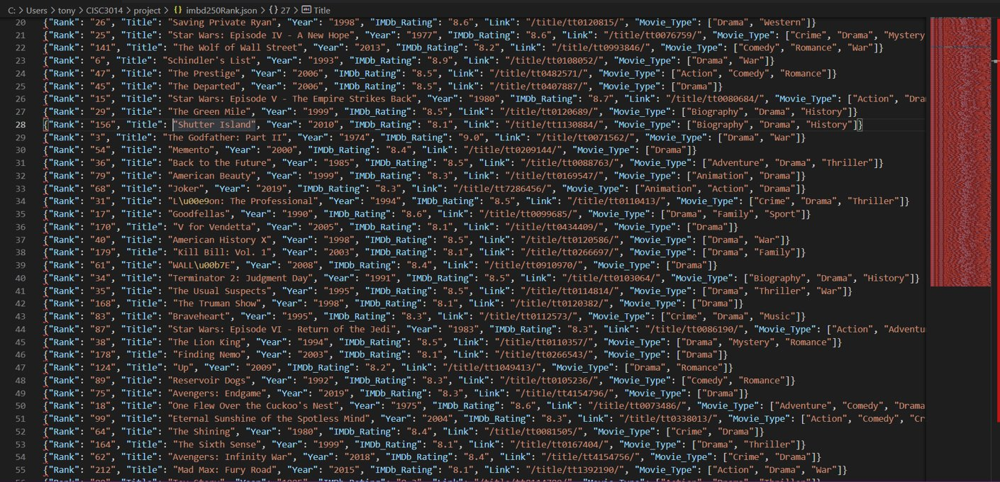 C: > Users > tony > CISC3014 > project > {} imbd250Rank.json > {} 27 > abc Title
20 {"Rank": "26", "Title": "Saving Private Ryan", "Year": "1998", "IMDb_Rating": "8.6", "Link": "/title/tt0120815/", "Movie_Type": ["Drama", "Western"]}
21 {"Rank": "25", "Title": "Star Wars: Episode IV - A New Hope", "Year": "1977", "IMDb_Rating": "8.6", "Link": "/title/tt0076759/", "Movie_Type": ["Crime", "Drama", "Mystery
22 {"Rank": "141", "Title": "The Wolf of Wall Street", "Year": "2013", "IMDb_Rating": "8.2", "Link": "/title/tt0993846/", "Movie_Type": ["Comedy", "Romance", "War"]}
23 {"Rank": "6", "Title": "Schindler's List", "Year": "1993", "IMDb_Rating": "8.9", "Link": "/title/tt0108052/", "Movie_Type": ["Drama", "War"]}
24 {"Rank": "47", "Title": "The Prestige", "Year": "2006", "IMDb_Rating": "8.5", "Link": "/title/tt0482571/", "Movie_Type": ["Action", "Comedy", "Romance"]}
25 {"Rank": "45", "Title": "The Departed", "Year": "2006", "IMDb_Rating": "8.5", "Link": "/title/tt0407887/", "Movie_Type": ["Drama"]}
26 {"Rank": "15", "Title": "Star Wars: Episode V - The Empire Strikes Back", "Year": "1980", "IMDb_Rating": "8.7", "Link": "/title/tt0080684/", "Movie_Type": ["Action", "Dra
27 {"Rank": "29", "Title": "The Green Mile", "Year": "1999", "IMDb_Rating": "8.5", "Link": "/title/tt0120689/", "Movie_Type": ["Biography", "Drama", "History"]}
28 {"Rank": "156", "Title": "Shutter Island", "Year": "2010", "IMDb_Rating": "8.1", "Link": "/title/tt1130884/", "Movie_Type": ["Biography", "Drama", "History"]}
29 {"Rank": "3", "Title": "The Godfather: Part II", "Year": "1974", "IMDb_Rating": "9.0", "Link": "/title/tt0071562/", "Movie_Type": ["Drama", "War"]}
30 {"Rank": "54", "Title": "Memento", "Year": "2000", "IMDb_Rating": "8.4", "Link": "/title/tt0209144/", "Movie_Type": ["Drama"]}
31 {"Rank": "36", "Title": "Back to the Future", "Year": "1985", "IMDb_Rating": "8.5", "Link": "/title/tt0088763/", "Movie_Type": ["Adventure", "Drama", "Thriller"]}
32 {"Rank": "79", "Title": "American Beauty", "Year": "1999", "IMDb_Rating": "8.3", "Link": "/title/tt0169547/", "Movie_Type": ["Animation", "Drama"]}
33 {"Rank": "68", "Title": "Joker", "Year": "2019", "IMDb_Rating": "8.3", "Link": "/title/tt7286456/", "Movie_Type": ["Animation", "Action", "Drama"]}
34 {"Rank": "31", "Title": "L\u00e9on: The Professional", "Year": "1994", "IMDb_Rating": "8.5", "Link": "/title/tt0110413/", "Movie_Type": ["Crime", "Drama", "Thriller"]}
35 {"Rank": "17", "Title": "Goodfellas", "Year": "1990", "IMDb_Rating": "8.6", "Link": "/title/tt0099685/", "Movie_Type": ["Drama", "Family", "Sport"]}
36 {"Rank": "170", "Title": "V for Vendetta", "Year": "2005", "IMDb_Rating": "8.1", "Link": "/title/tt0434409/", "Movie_Type": ["Drama"]}
37 {"Rank": "40", "Title": "American History X", "Year": "1998", "IMDb_Rating": "8.5", "Link": "/title/tt0120586/", "Movie_Type": ["Drama", "War"]}
38 {"Rank": "179", "Title": "Kill Bill: Vol. 1", "Year": "2003", "IMDb_Rating": "8.1", "Link": "/title/tt0266697/", "Movie_Type": ["Drama", "Family"]}
39 {"Rank": "61", "Title": "WALL\u00b7E", "Year": "2008", "IMDb_Rating": "8.4", "Link": "/title/tt0910970/", "Movie_Type": ["Drama"]}
40 {"Rank": "34", "Title": "Terminator 2: Judgment Day", "Year": "1991", "IMDb_Rating": "8.5", "Link": "/title/tt0103064/", "Movie_Type": ["Biography", "Drama", "History"]}
41 {"Rank": "35", "Title": "The Usual Suspects", "Year": "1995", "IMDb_Rating": "8.5", "Link": "/title/tt0114814/", "Movie_Type": ["Drama", "Thriller", "War"]}
42 {"Rank": "168", "Title": "The Truman Show", "Year": "1998", "IMDb_Rating": "8.1", "Link": "/title/tt0120382/", "Movie_Type": ["Drama"]}
43 {"Rank": "83", "Title": "Braveheart", "Year": "1995", "IMDb_Rating": "8.3", "Link": "/title/tt0112573/", "Movie_Type": ["Crime", "Drama", "Music"]}
44 {"Rank": "87", "Title": "Star Wars: Episode VI - Return of the Jedi", "Year": "1983", "IMDb_Rating": "8.3", "Link": "/title/tt0086190/", "Movie_Type": ["Action", "Adventu
45 {"Rank": "38", "Title": "The Lion King", "Year": "1994", "IMDb_Rating": "8.5", "Link": "/title/tt0110357/", "Movie_Type": ["Drama", "Mystery", "Romance"]}
46 {"Rank": "178", "Title": "Finding Nemo", "Year": "2003", "IMDb_Rating": "8.1", "Link": "/title/tt0266543/", "Movie_Type": ["Drama"]}
47 {"Rank": "124", "Title": "Up", "Year": "2009", "IMDb_Rating": "8.2", "Link": "/title/tt1049413/", "Movie_Type": ["Drama", "Romance"]}
48 {"Rank": "89", "Title": "Reservoir Dogs", "Year": "1992", "IMDb_Rating": "8.3", "Link": "/title/tt0105236/", "Movie_Type": ["Comedy", "Romance"]}
49 {"Rank": "75", "Title": "Avengers: Endgame", "Year": "2019", "IMDb_Rating": "8.3", "Link": "/title/tt4154796/", "Movie_Type": ["Drama"]}
50 {"Rank": "18", "Title": "One Flew Over the Cuckoo's Nest", "Year": "1975", "IMDb_Rating": "8.6", "Link": "/title/tt0073486/", "Movie_Type": ["Adventure", "Comedy", "Drama
51 {"Rank": "99", "Title": "Eternal Sunshine of the Spotless Mind", "Year": "2004", "IMDb_Rating": "8.3", "Link": "/title/tt0338013/", "Movie_Type": ["Action", "Comedy", "Cr
52 {"Rank": "64", "Title": "The Shining", "Year": "1980", "IMDb_Rating": "8.4", "Link": "/title/tt0081505/", "Movie_Type": ["Crime", "Drama"]}
53 {"Rank": "164", "Title": "The Sixth Sense", "Year": "1999", "IMDb_Rating": "8.1", "Link": "/title/tt0167404/", "Movie_Type": ["Drama", "Thriller"]}
54 {"Rank": "62", "Title": "Avengers: Infinity War", "Year": "2018", "IMDb_Rating": "8.4", "Link": "/title/tt4154756/", "Movie_Type": ["Crime", "Drama"]}
55 {"Rank": "212", "Title": "Mad Max: Fury Road", "Year": "2015", "IMDb_Rating": "8.1", "Link": "/title/tt1392190/", "Movie_Type": ["Action", "Drama", "War"]}